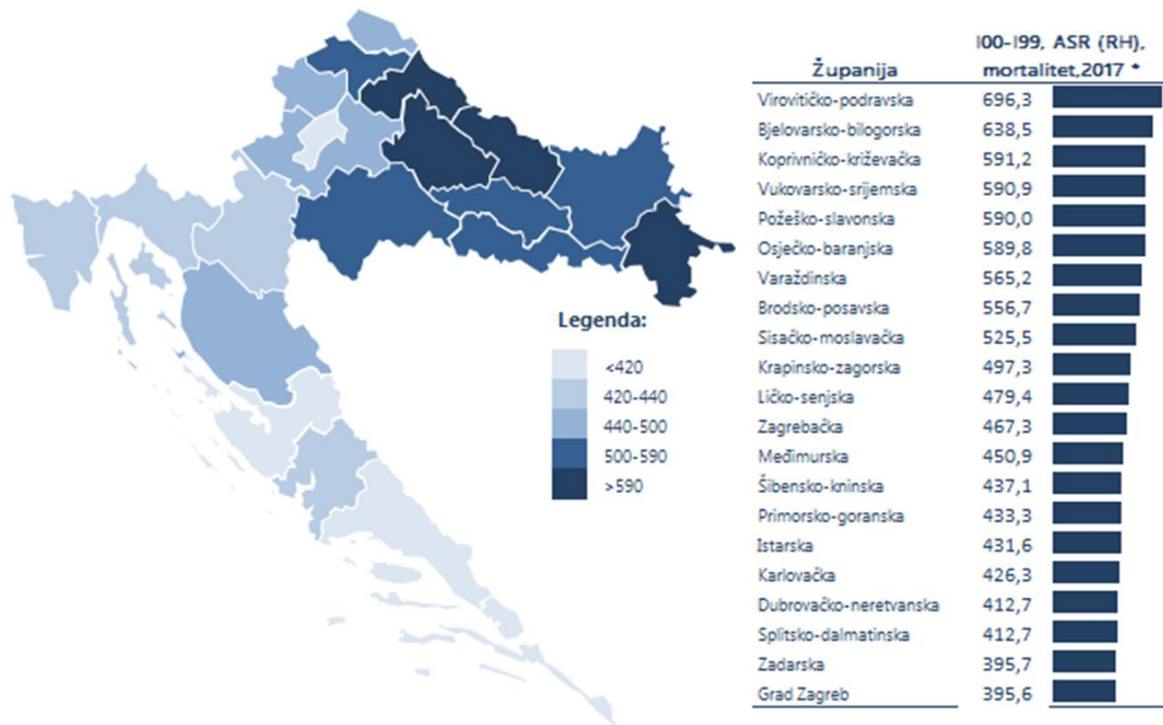 I00-I99, ASR (RH),
Županija mortalitet,2017 *
Virovitičko-podravska 696,3
Bjelovarsko-bilogorska 638,5
Koprivničko-križevačka 591,2
Vukovarsko-srijemska 590,9
Požeško-slavonska 590,0
Osječko-baranjska 589,8
Varaždinska 565,2
Brodsko-posavska 556,7
Sisačko-moslavačka 525,5
Krapinsko-zagorska 497,3
Ličko-senjska 479,4
Zagrebačka 467,3
Međimurska 450,9
Šibensko-kninska 437,1
Primorsko-goranska 433,3
Istarska 431,6
Karlovačka 426,3
Dubrovačko-neretvanska 412,7
Splitsko-dalmatinska 412,7
Zadarska 395,7
Grad Zagreb 395,6
Legenda:
<420
420-440
440-500
500-590
>590